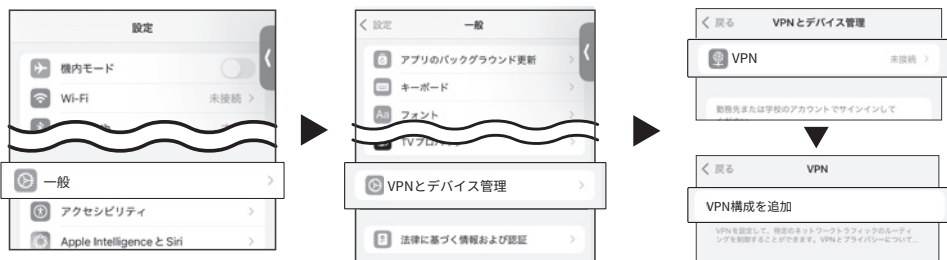 設定
機内モード
Wi-Fi
未接続
一般
アクセシビリティ
Apple Intelligence と Siri
設定
一般
アプリのバックグラウンド更新
キーボード
Aa フォント
VPNとデバイス管理
法律に基づく情報および認証
戻る
VPNとデバイス管理
VPN
未接続
勤務先または学校のアカウントでサインインして
戻る
VPN
VPN構成を追加
VPNを設定して、特定のネットワークトラフィックのルーティ
ングを制御することができます。VPNとプライバシーについて...